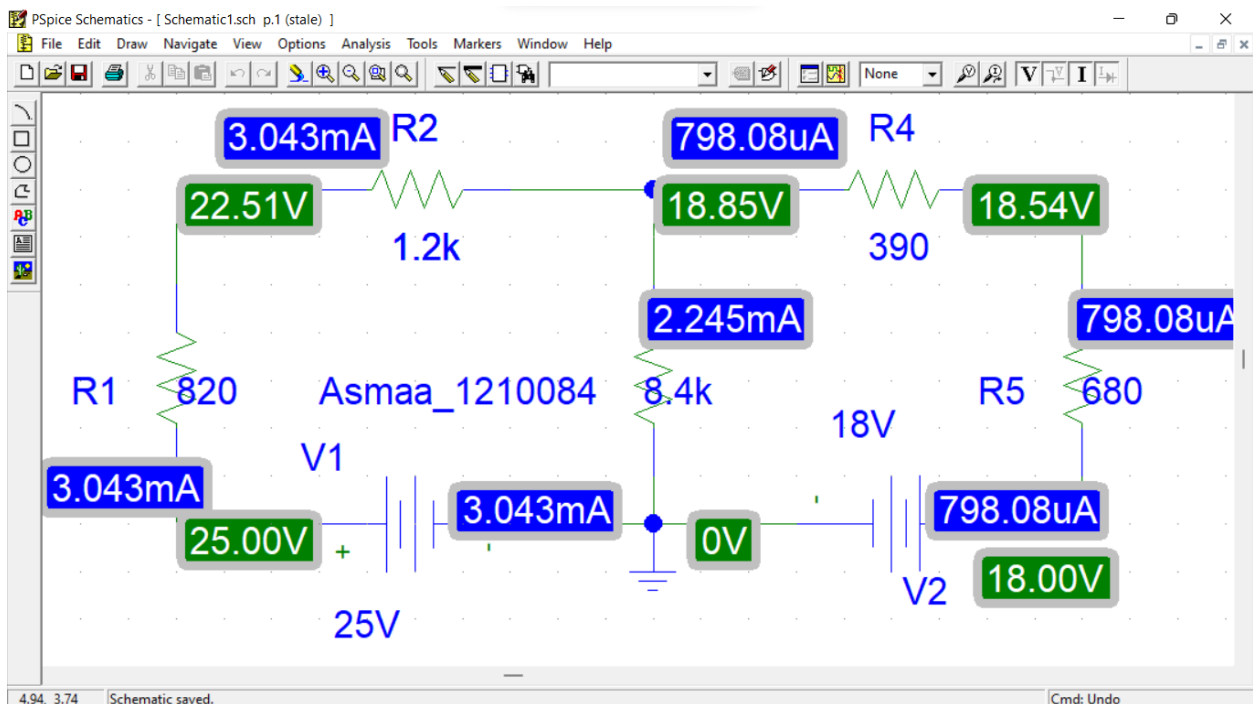 PSpice Schematics - [ Schematic1.sch p.1 (stale) ]
File Edit Draw Navigate View Options Analysis Tools Markers Window Help
None V I
3.043mA R2 798.08uA R4
22.51V 18.85V 18.54V
1.2k 390
2.245mA 798.08uA
R1 820 Asmaa_1210084 8.4k R5 680
18V
V1
3.043mA 3.043mA 798.08uA
25.00V + 0V
18.00V
V2
25V
4.94, 3.74 Schematic saved. Cmd: Undo